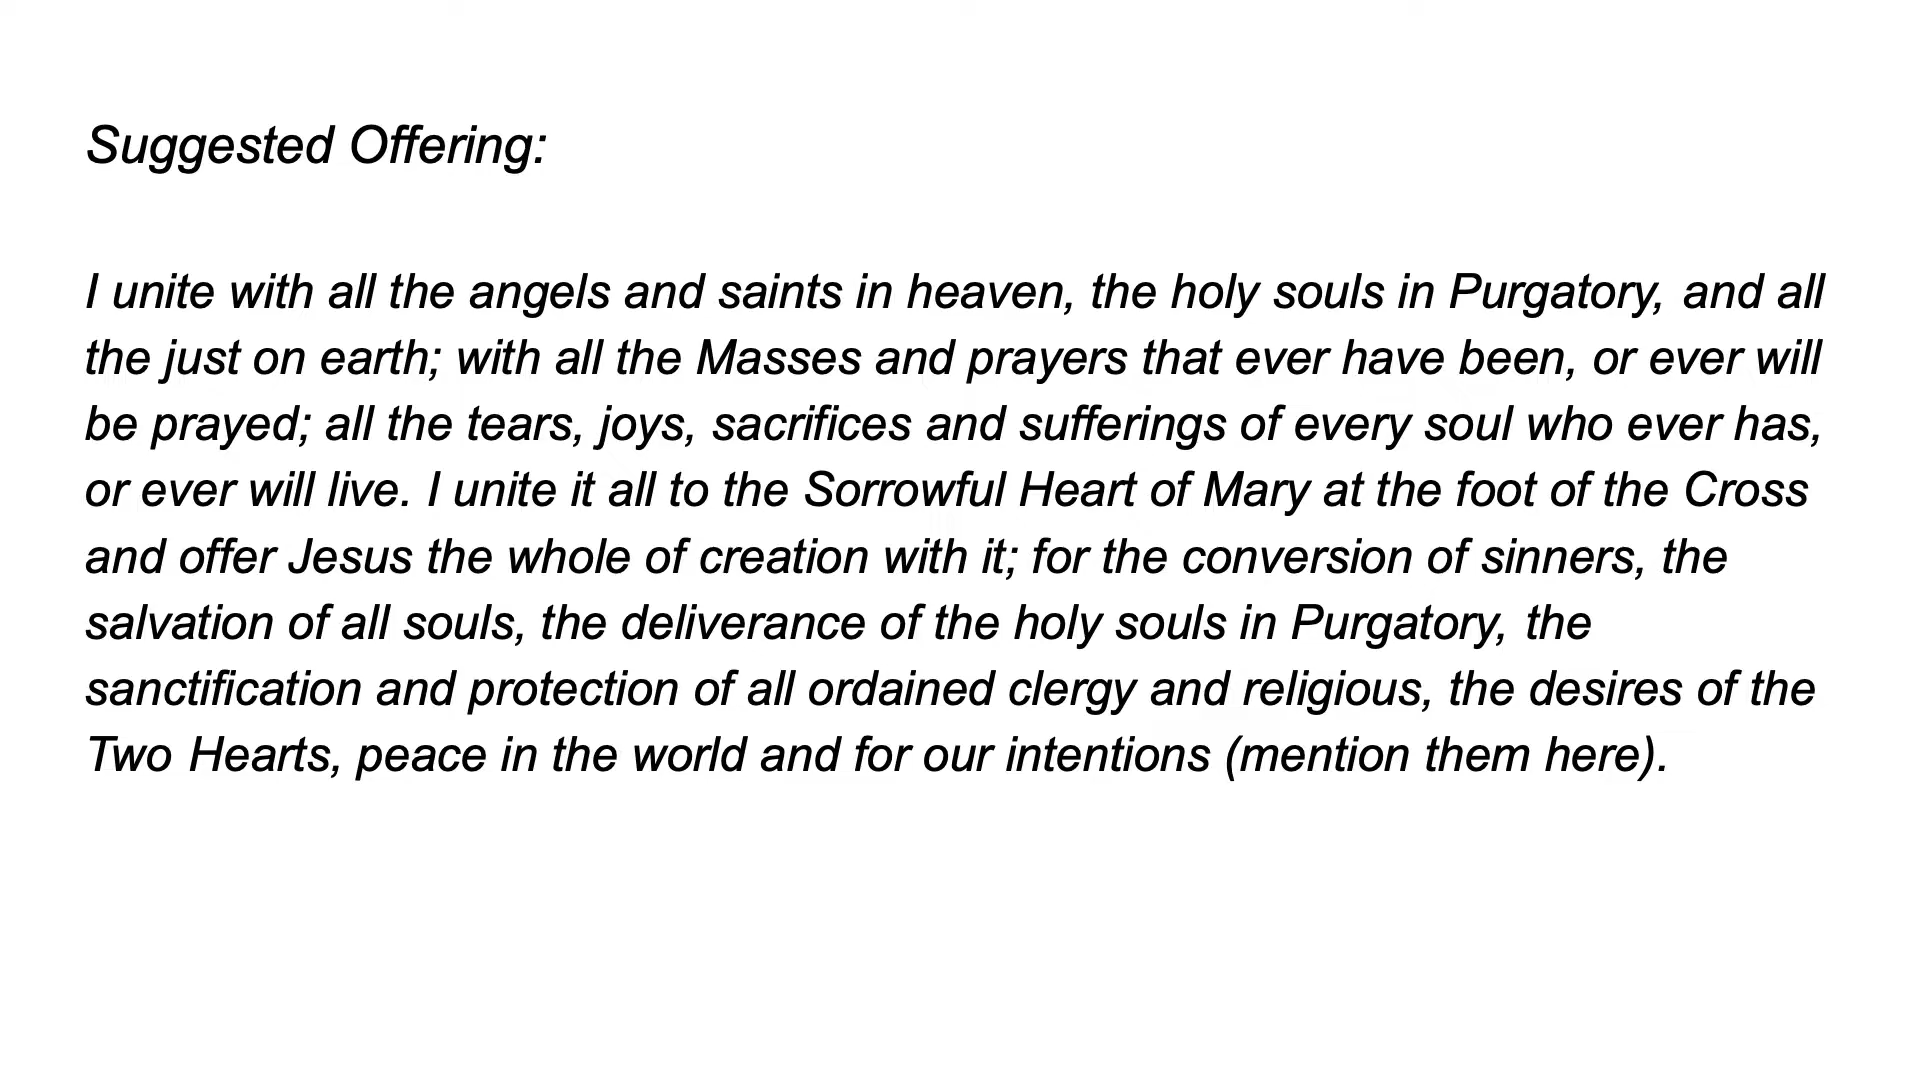 Suggested Offering:
I unite with all the angels and saints in heaven, the holy souls in Purgatory, and all
the just on earth; with all the Masses and prayers that ever have been, or ever will
be prayed; all the tears, joys, sacrifices and sufferings of every soul who ever has,
or ever will live. I unite it all to the Sorrowful Heart of Mary at the foot of the Cross
and offer Jesus the whole of creation with it; for the conversion of sinners, the
salvation of all souls, the deliverance of the holy souls in Purgatory, the
sanctification and protection of all ordained clergy and religious, the desires of the
Two Hearts, peace in the world and for our intentions (mention them here).